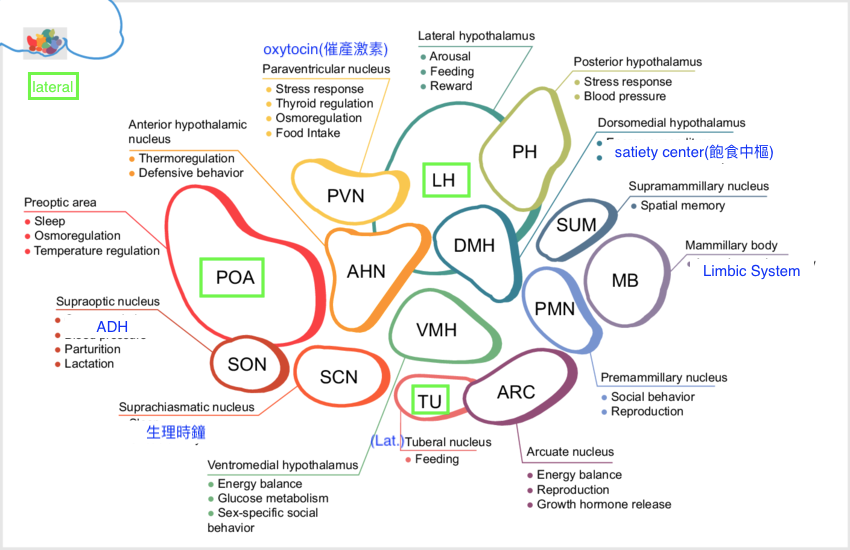 lateral
oxytocin(催產激素)
Paraventricular nucleus
Stress response
Thyroid regulation
Osmoregulation
Food Intake
Lateral hypothalamus
Arousal
Feeding
Reward
Posterior hypothalamus
Stress response
Blood pressure
Anterior hypothalamic
nucleus
Thermoregulation
Defensive behavior
Dorsomedial hypothalamus
satiety center(飽食中樞)
Preoptic area
Sleep
Osmoregulation
Temperature regulation
Supramammillary nucleus
Spatial memory
Mammillary body
Limbic System
Supraoptic nucleus
ADH
Parturition
Lactation
PVN
LH
PH
POA
AHN
DMH
SUM
MB
PMN
VMH
SON
SCN
TU
ARC
Suprachiasmatic nucleus
生理時鐘
(Lat.) Tuberal nucleus
Feeding
Premammillary nucleus
Social behavior
Reproduction
Ventromedial hypothalamus
Energy balance
Glucose metabolism
Sex-specific social
behavior
Arcuate nucleus
Energy balance
Reproduction
Growth hormone release